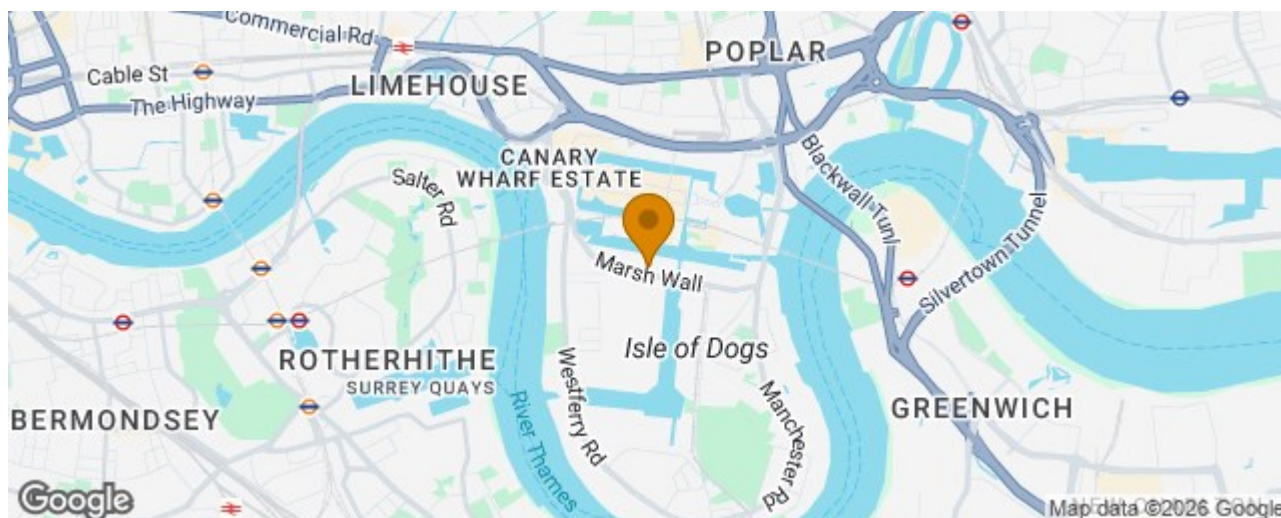 Commercial Rd
POPLAR
Cable St
LIMEHOUSE
The Highway
CANARY
WHARF ESTATE
Blackwall Tunl
Salter Rd
Silvertown Tunnel
Marsh Wall
Isle of Dogs
ROTHERHITHE
SURREY QUAYS
Westferry Rd
Manchester Rd
River Thames
GREENWICH
BERMONDSEY
Google
Map data ©2026 Google